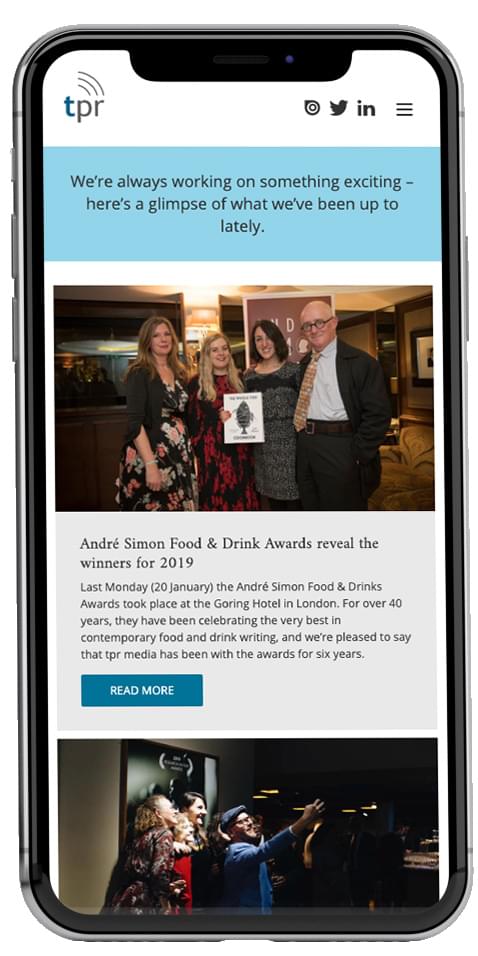 tpr
We're always working on something exciting –
here's a glimpse of what we've been up to
lately.
THE WHOLE FISH
COOKBOOK
André Simon Food & Drink Awards reveal the
winners for 2019
Last Monday (20 January) the André Simon Food & Drinks
Awards took place at the Goring Hotel in London. For over 40
years, they have been celebrating the very best in
contemporary food and drink writing, and we're pleased to say
that tpr media has been with the awards for six years.
READ MORE